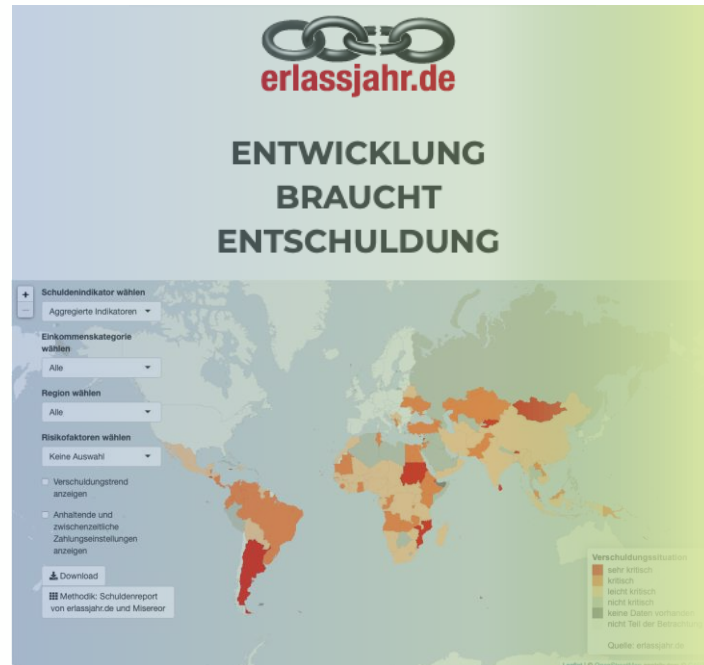 erlassjahr.de
ENTWICKLUNG
BRAUCHT
ENTSCHULDUNG
+
−
Schuldenindikator wählen
Aggregierte Indikatoren
Einkommenskategorie
wählen
Alle
Region wählen
Alle
Risikofaktoren wählen
Keine Auswahl
Verschuldungstrend
anzeigen
Anhaltende und
zwischenzeitliche
Zahlungseinstellungen
anzeigen
Download
Methodik: Schuldenreport
von erlassjahr.de und Misereor
Verschuldungssituation
sehr kritisch
kritisch
leicht kritisch
nicht kritisch
keine Daten vorhanden
nicht Teil der Betrachtung
Quelle: erlassjahr.de